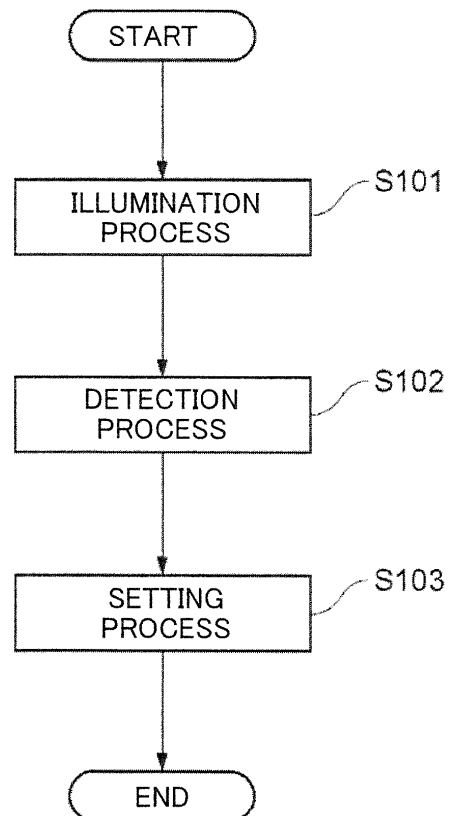 START
S101
ILLUMINATION
PROCESS
S102
DETECTION
PROCESS
S103
SETTING
PROCESS
END